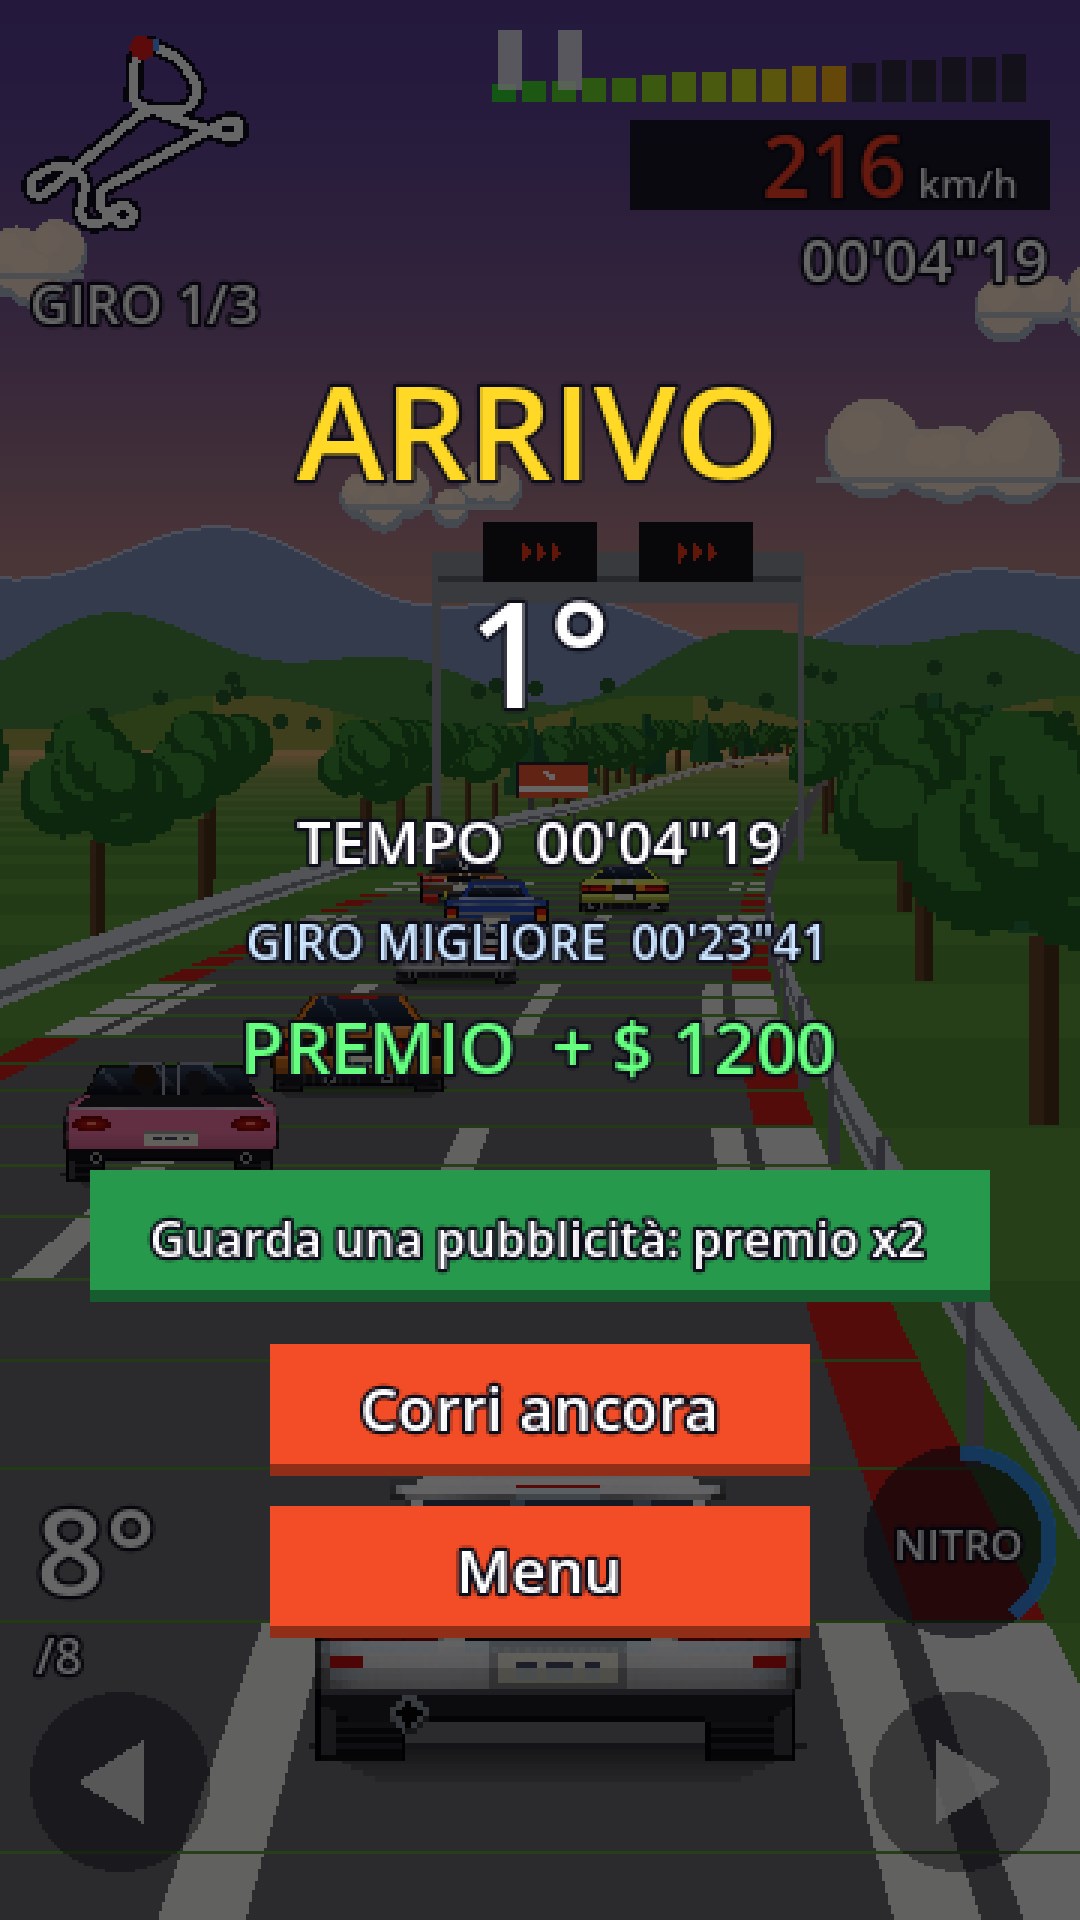 216 km/h
00'04"19
GIRO 1/3
ARRIVO
1°
TEMPO 00'04"19
GIRO MIGLIORE 00'23"41
PREMIO + $ 1200
Guarda una pubblicità: premio x2
Corri ancora
Menu
8°
/8
NITRO